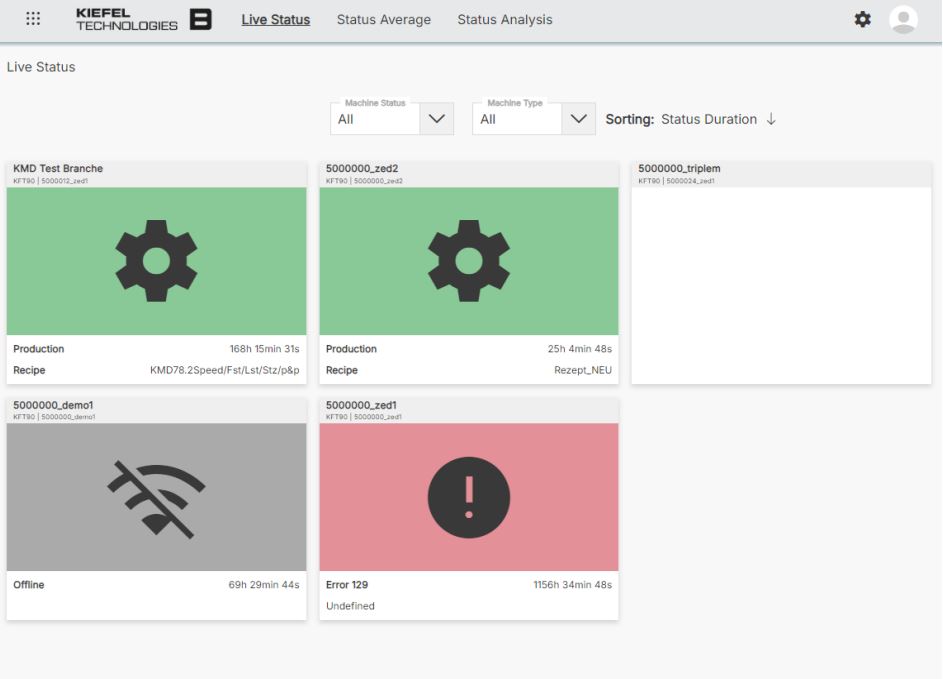 KIEFEL
TECHNOLOGIES
Live Status
Status Average
Status Analysis
Live Status
Machine Status
All
Machine Type
All
Sorting: Status Duration ↓
KMD Test Branche
KFT90 | 5000012_zed1
Production 168h 15min 31s
Recipe KMD78.2Speed/Fst/Lst/Stz/p&p
5000000_zed2
KFT90 | 5000000_zed2
Production 25h 4min 48s
Recipe Rezept_NEU
5000000_triplem
KFT90 | 5000024_zed1
5000000_demo1
KFT90 | 5000000_demo1
Offline 69h 29min 44s
5000000_zed1
KFT90 | 5000000_zed1
Error 129 1156h 34min 48s
Undefined